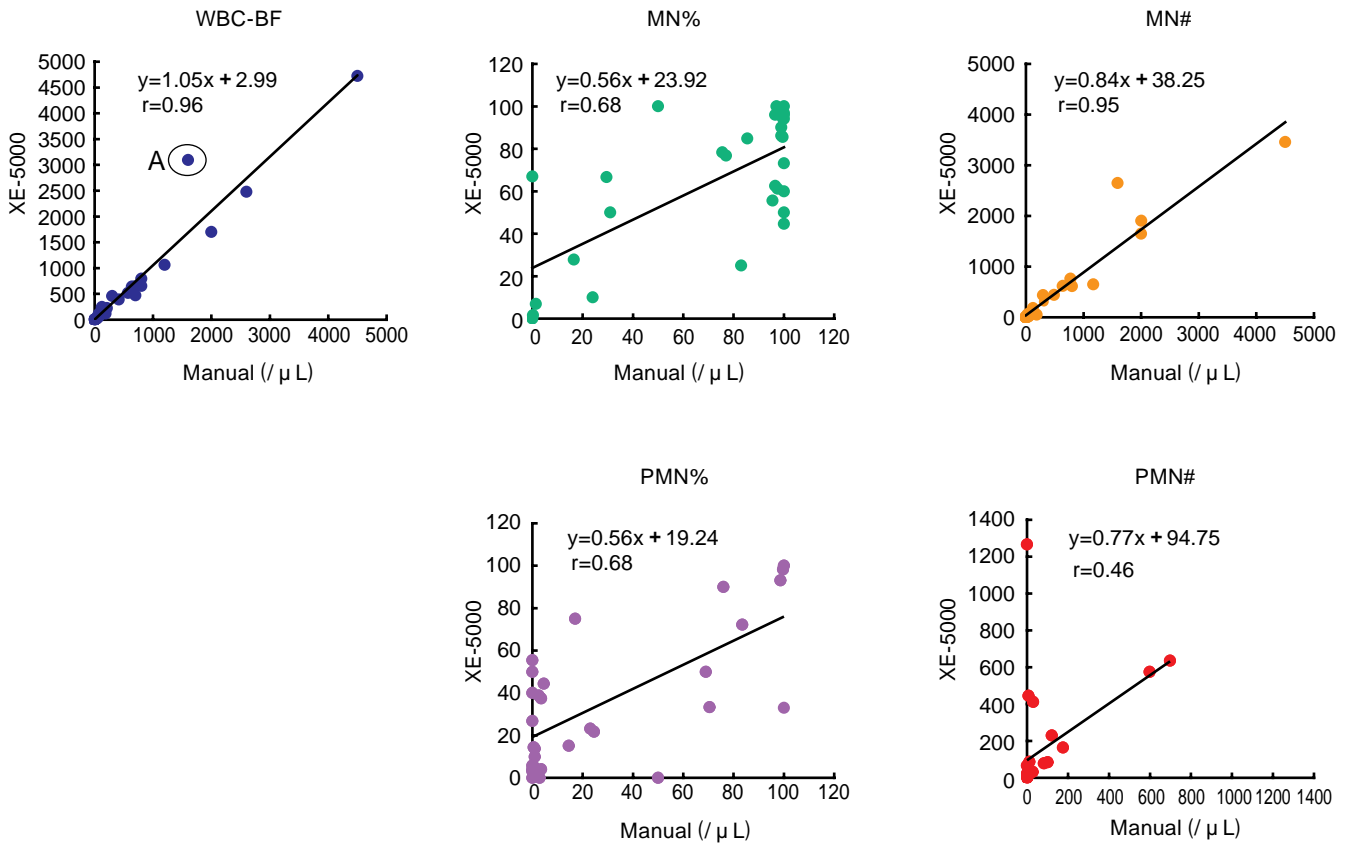 WBC-BF
5000
4500
4000
3500
3000
2500
2000
1500
1000
500
0
XE-5000
y=1.05x + 2.99
r=0.96
A
0 1000 2000 3000 4000 5000
Manual (/ μ L)
MN%
120
100
80
60
40
20
0
XE-5000
y=0.56x + 23.92
r=0.68
0 20 40 60 80 100 120
Manual (/ μ L)
MN#
5000
4000
3000
2000
1000
0
XE-5000
y=0.84x + 38.25
r=0.95
0 1000 2000 3000 4000 5000
Manual (/ μ L)
PMN%
120
100
80
60
40
20
0
XE-5000
y=0.56x + 19.24
r=0.68
0 20 40 60 80 100 120
Manual (/ μ L)
PMN#
1400
1200
1000
800
600
400
200
0
XE-5000
y=0.77x + 94.75
r=0.46
0 200 400 600 800 1000 1200 1400
Manual (/ μ L)